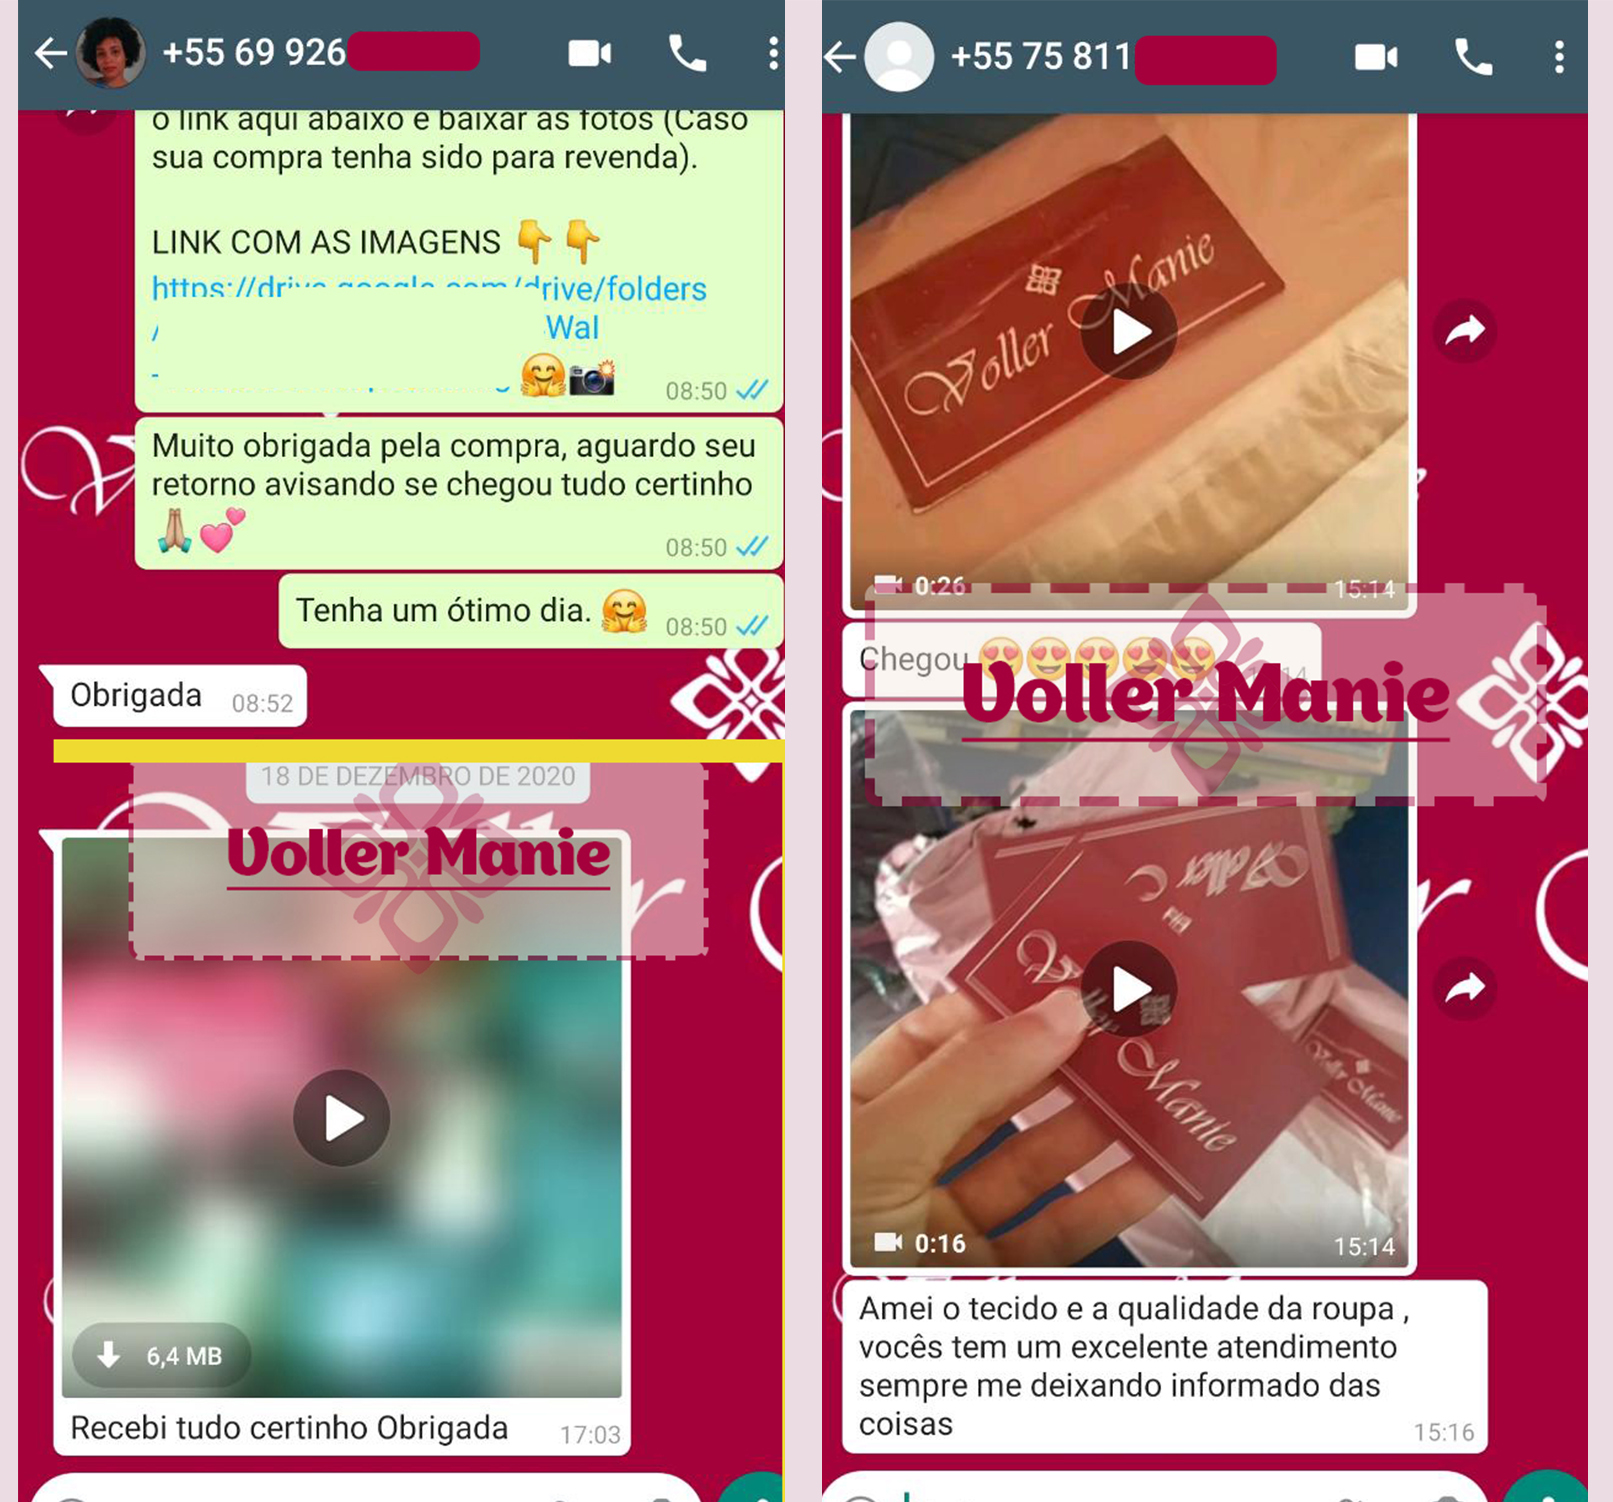 +55 69 926
o link aqui abaixo e baixar as fotos (Caso
sua compra tenha sido para revenda).
LINK COM AS IMAGENS 👇👇
https://drive.google.com/drive/folders
/
Wal
🤗📸 08:50
Muito obrigada pela compra, aguardo seu
retorno avisando se chegou tudo certinho
🙏🏼💕 08:50
Tenha um ótimo dia. 🤗 08:50
Obrigada 08:52
18 DE DEZEMBRO DE 2020
Voller Manie
6,4 MB
Recebi tudo certinho Obrigada 17:03
+55 75 811
Voller Manie
0:26 15:14
Chegou 😍😍😍😍😍
Voller Manie
Voller
Voller Manie
Voller Manie
0:16 15:14
Amei o tecido e a qualidade da roupa ,
vocês tem um excelente atendimento
sempre me deixando informado das
coisas 15:16